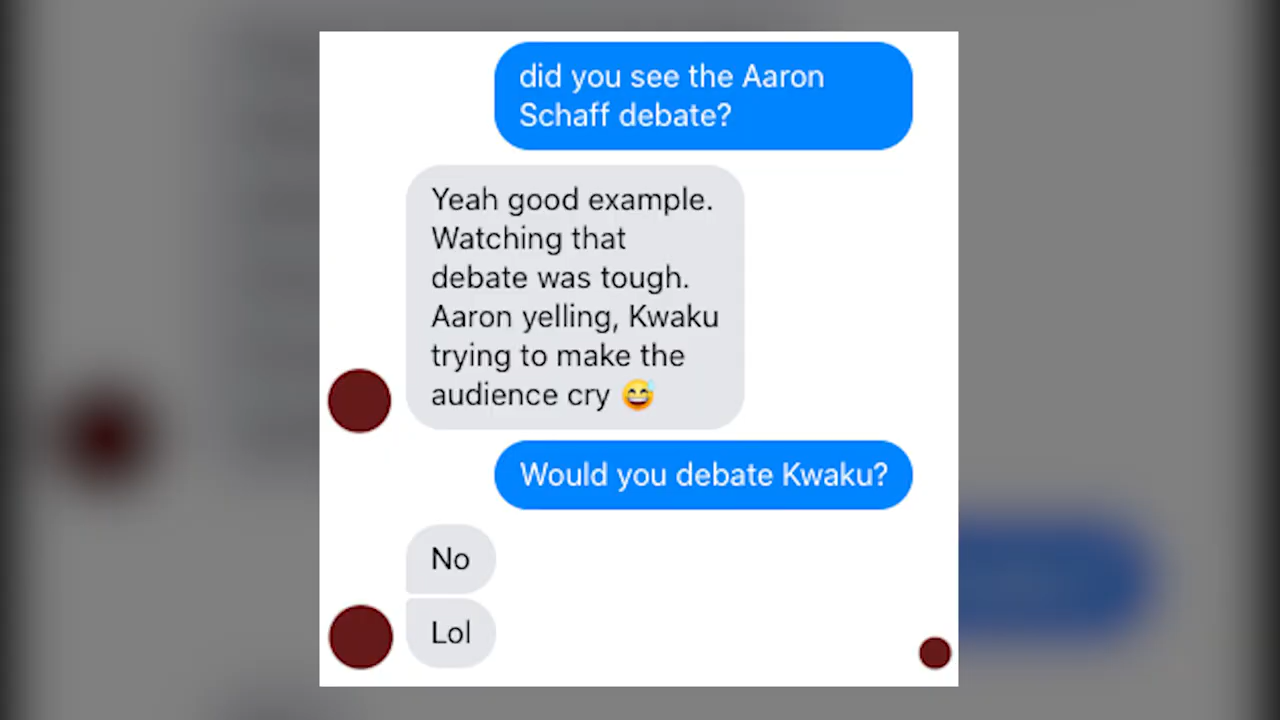 did you see the Aaron
Schaff debate?
Yeah good example.
Watching that
debate was tough.
Aaron yelling, Kwaku
trying to make the
audience cry 😅
Would you debate Kwaku?
No
Lol